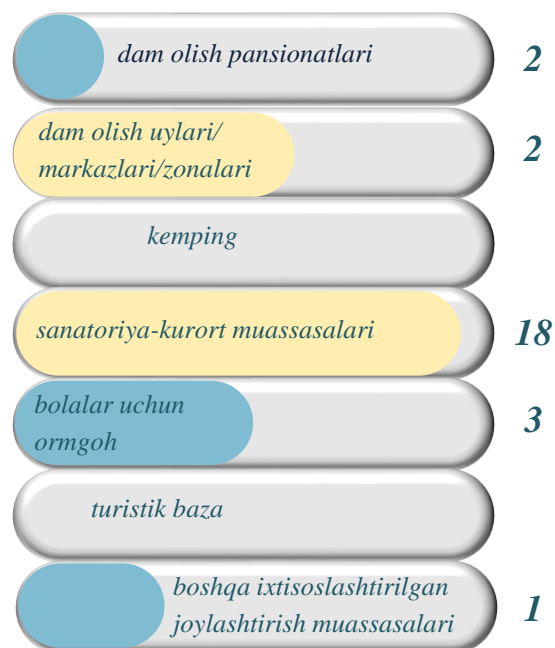 dam olish pansionatlari 2
dam olish uylari/
markazlari/zonalari 2
kemping
sanatoriya-kurort muassasalari 18
bolalar uchun
ormgoh 3
turistik baza
boshqa ixtisoslashtirilgan
joylashtirish muassasalari 1